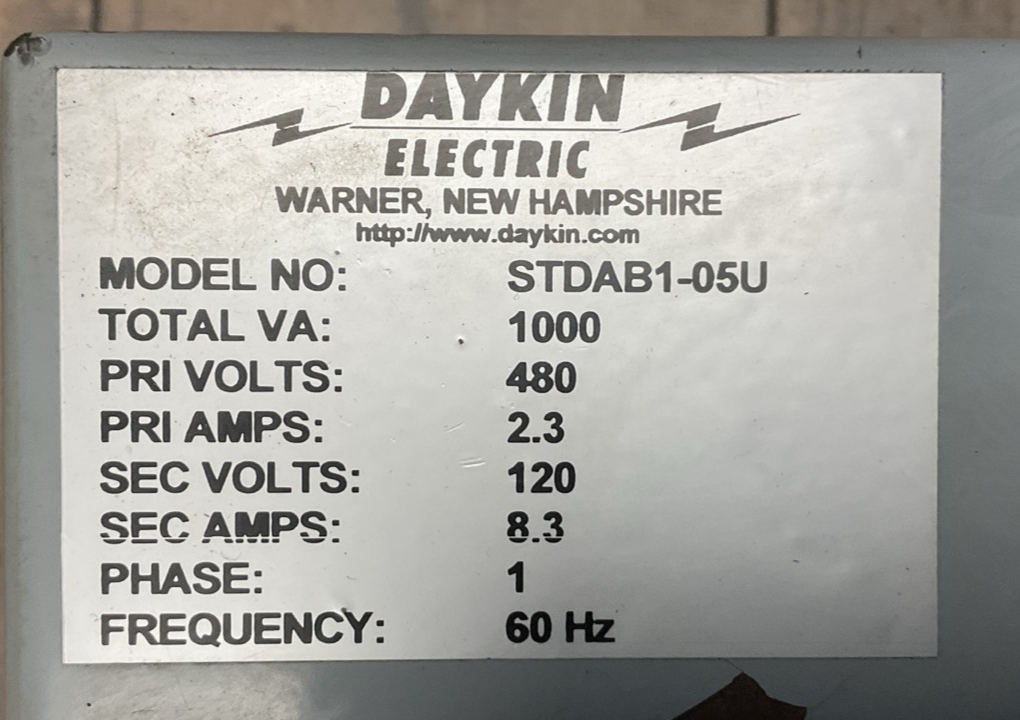 DAYKIN
ELECTRIC
WARNER, NEW HAMPSHIRE
http://www.daykin.com
MODEL NO: STDAB1-05U
TOTAL VA: 1000
PRI VOLTS: 480
PRI AMPS: 2.3
SEC VOLTS: 120
SEC AMPS: 8.3
PHASE: 1
FREQUENCY: 60 Hz